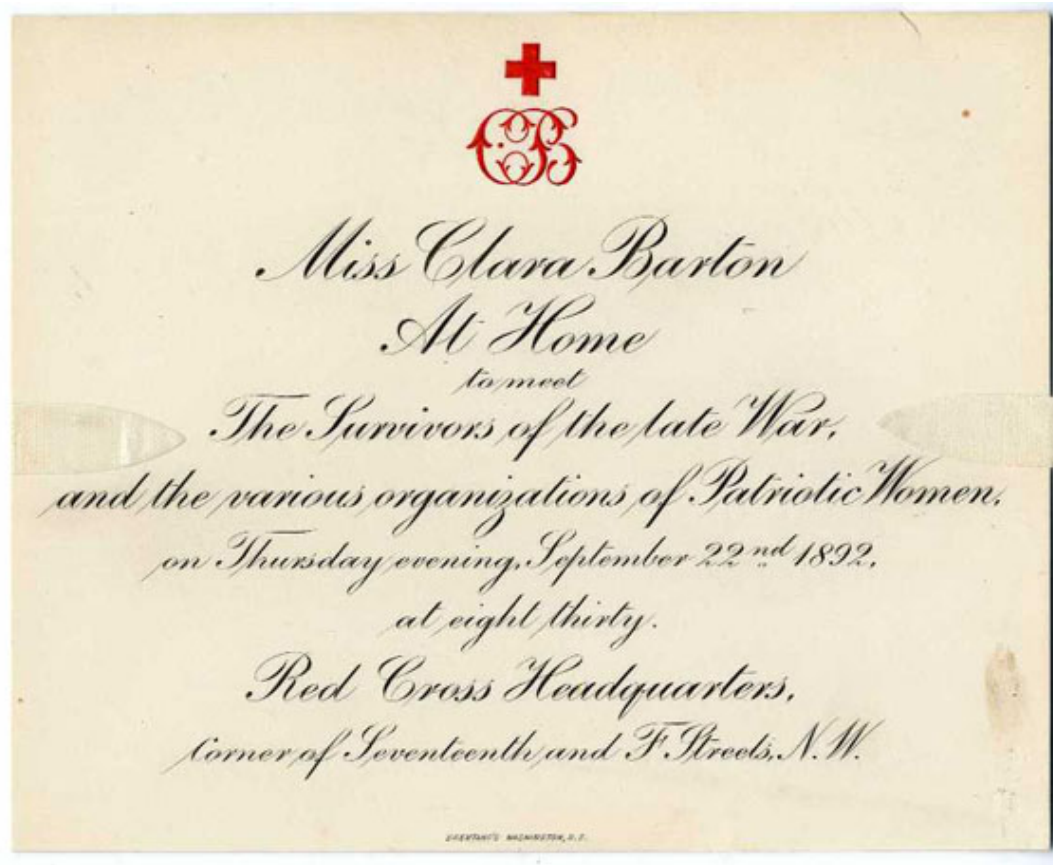 CB
Miss Clara Barton
At Home
to meet
The Survivors of the late War,
and the various organizations of Patriotic Women,
on Thursday evening, September 22nd 1892,
at eight thirty.
Red Cross Headquarters,
Corner of Seventeenth and F Streets, N.W.
BRENTANO'S WASHINGTON, D.C.